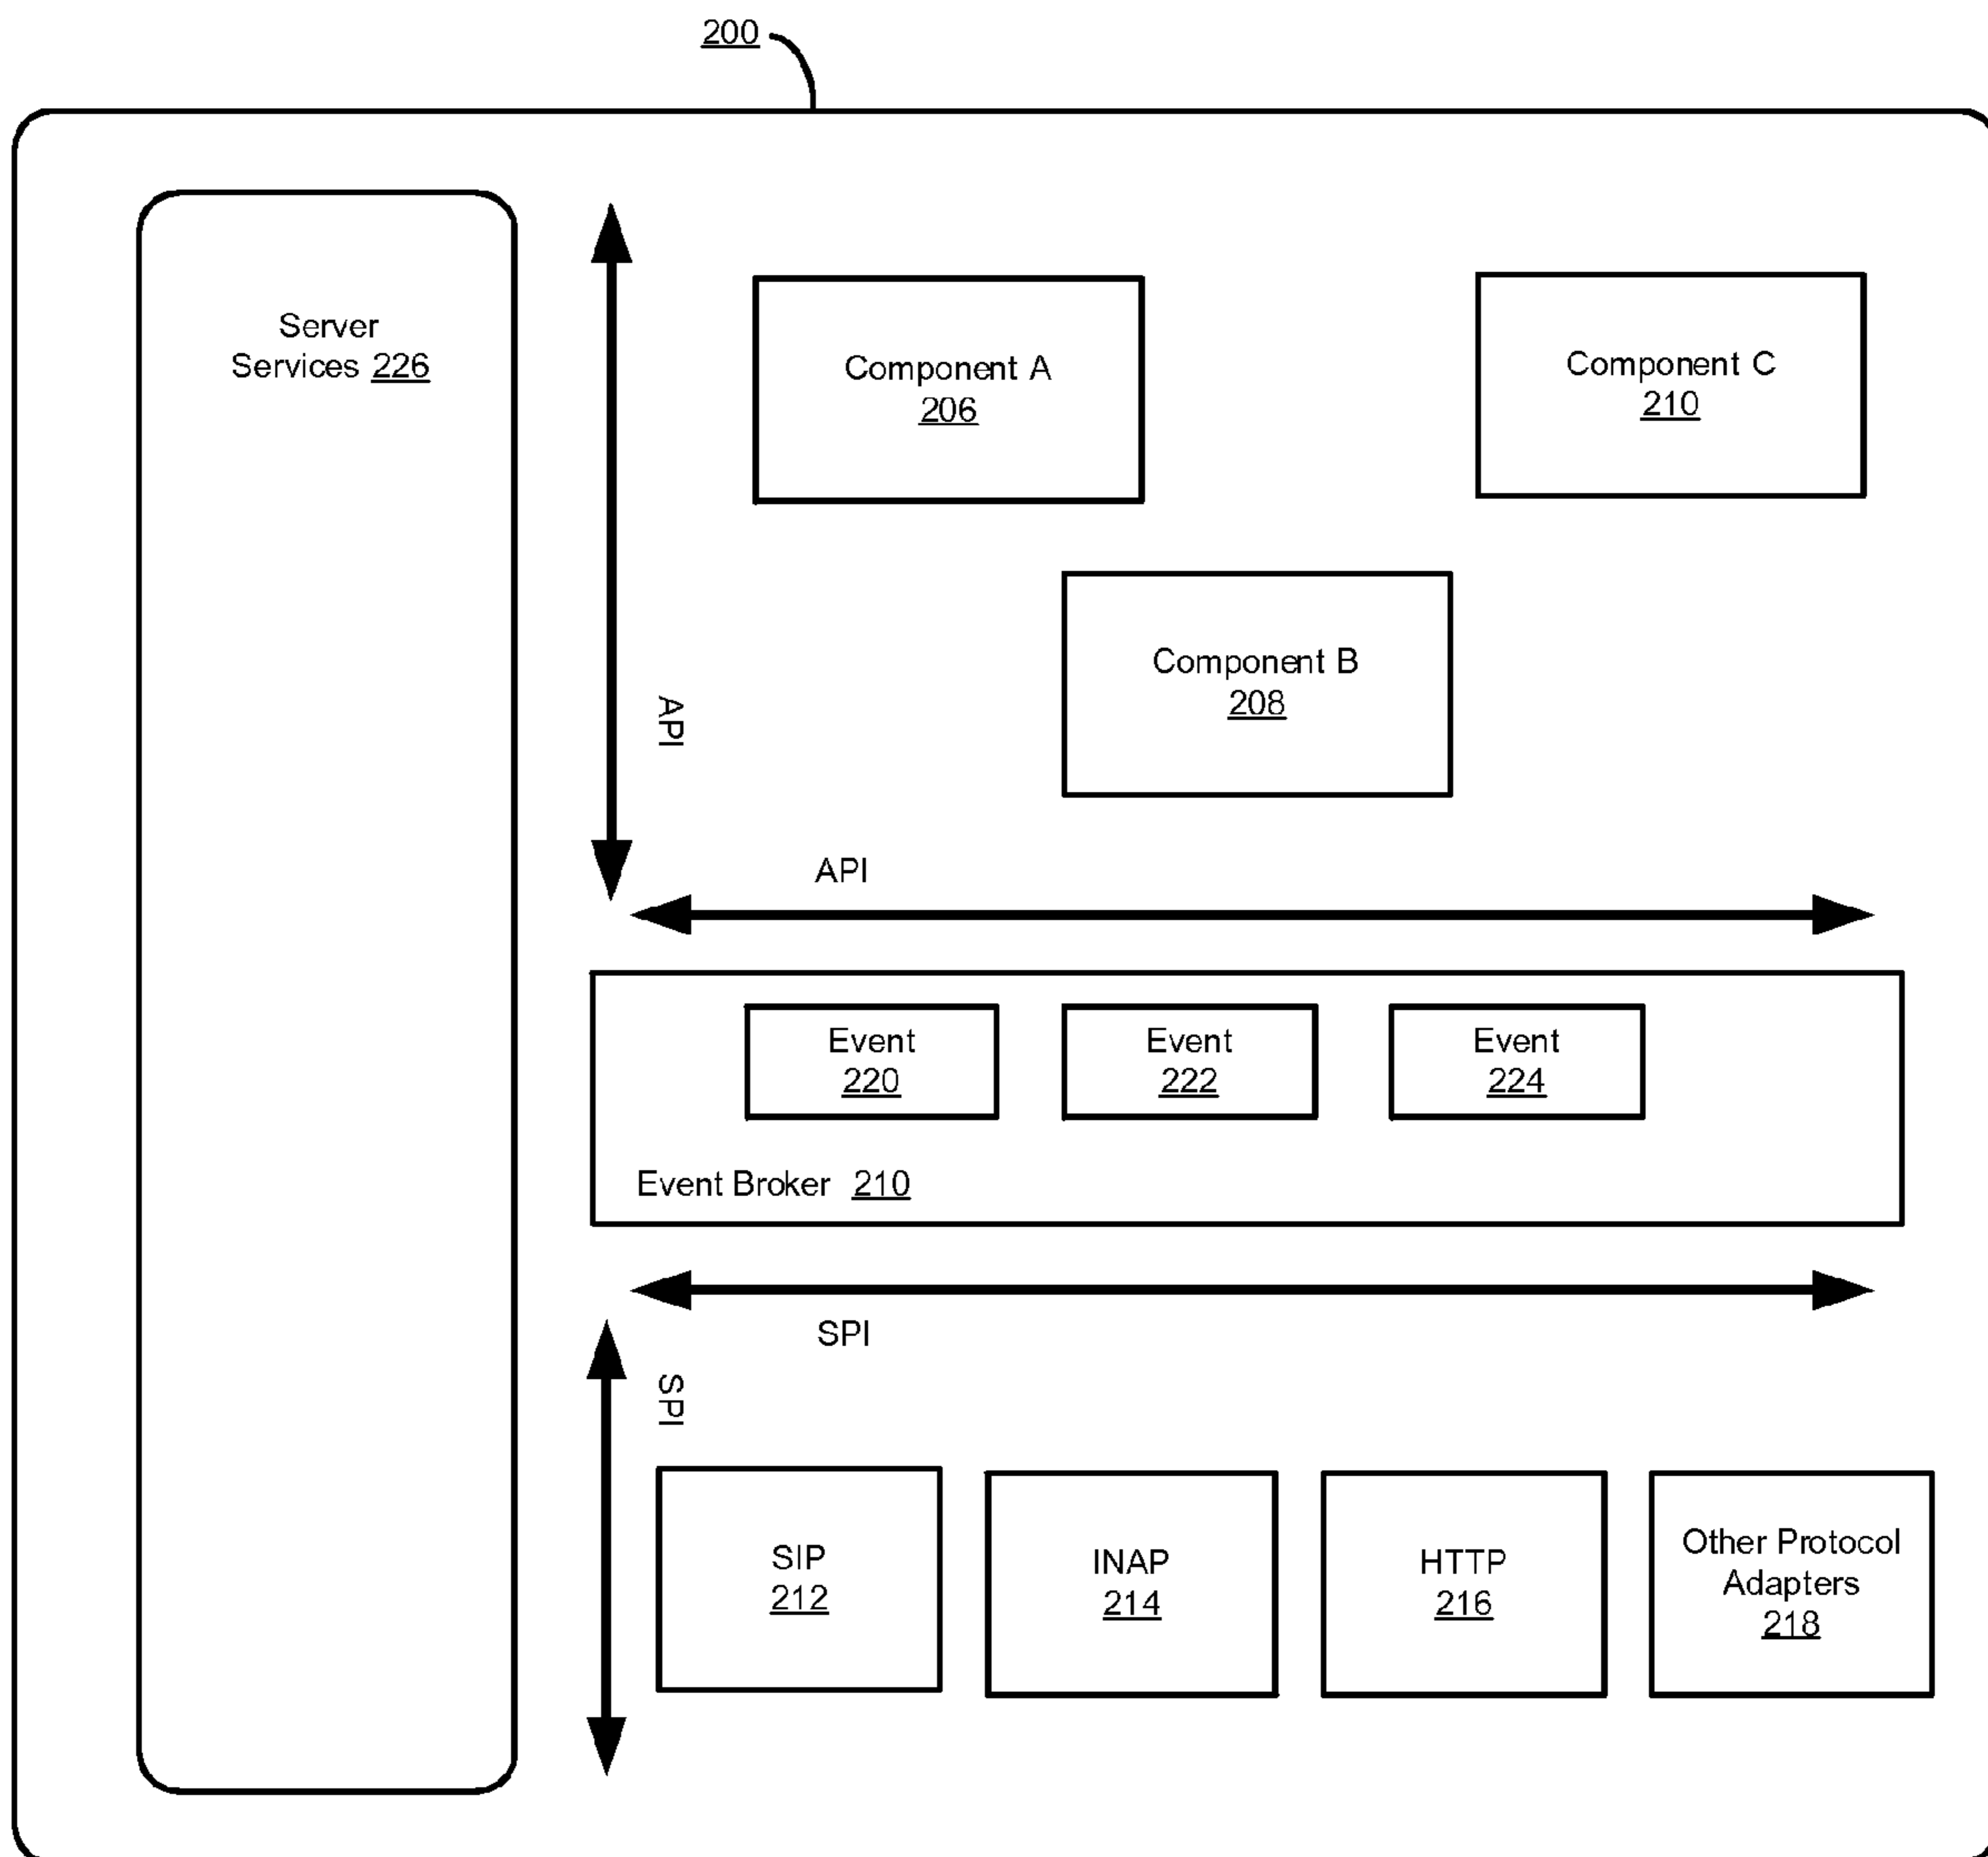 200
Server
Services 226
Component A
206
Component C
210
Component B
208
API
API
Event
220
Event
222
Event
224
Event Broker 210
SPI
SPI
SIP
212
INAP
214
HTTP
216
Other Protocol
Adapters
218